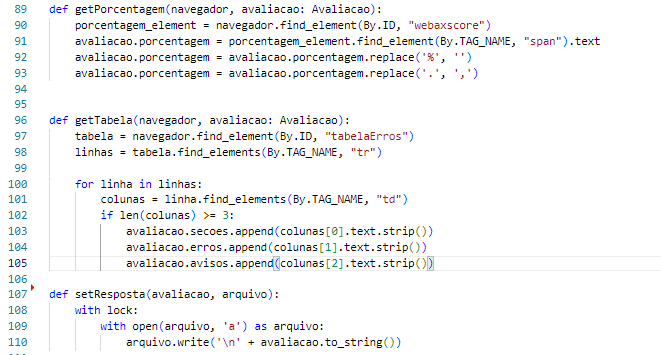 89 def getPorcentagem(navegador, avaliacao: Avaliacao):
90     porcentagem_element = navegador.find_element(By.ID, "webaxscore")
91     avaliacao.porcentagem = porcentagem_element.find_element(By.TAG_NAME, "span").text
92     avaliacao.porcentagem = avaliacao.porcentagem.replace('%', '')
93     avaliacao.porcentagem = avaliacao.porcentagem.replace('.', ',')
94
95
96 def getTabela(navegador, avaliacao: Avaliacao):
97     tabela = navegador.find_element(By.ID, "tabelaErros")
98     linhas = tabela.find_elements(By.TAG_NAME, "tr")
99
100     for linha in linhas:
101         colunas = linha.find_elements(By.TAG_NAME, "td")
102         if len(colunas) >= 3:
103             avaliacao.secoes.append(colunas[0].text.strip())
104             avaliacao.erros.append(colunas[1].text.strip())
105             avaliacao.avisos.append(colunas[2].text.strip())
106
107 def setResposta(avaliacao, arquivo):
108     with lock:
109         with open(arquivo, 'a') as arquivo:
110             arquivo.write('\n' + avaliacao.to_string())